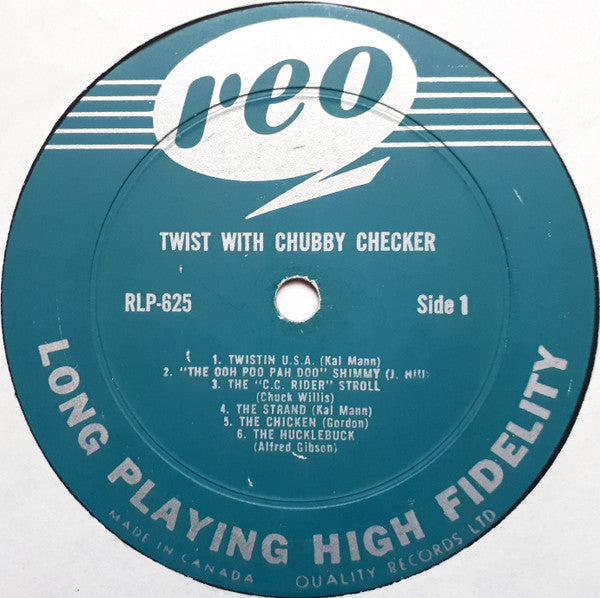 reo
TWIST WITH CHUBBY CHECKER
RLP-625
Side 1
1. TWISTIN U.S.A. (Kal Mann)
2. "THE OOH POO PAH DOO" SHIMMY (J. Hill)
3. THE "C.C. RIDER" STROLL
(Chuck Willis)
4. THE STRAND (Kal Mann)
5. THE CHICKEN (Gordon)
6. THE HUCKLEBUCK
(Alfred Gibson)
LONG PLAYING HIGH FIDELITY
MADE IN CANADA QUALITY RECORDS LTD